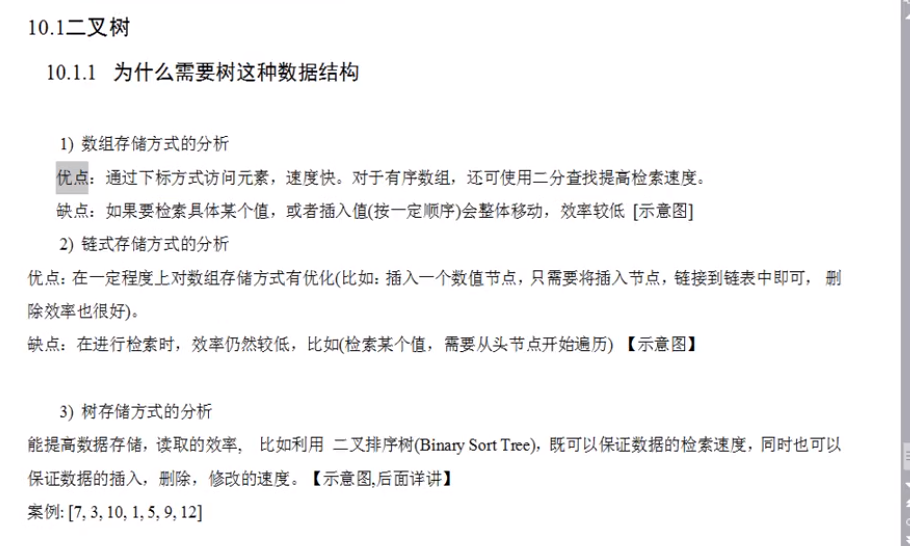 10.1二叉树
10.1.1 为什么需要树这种数据结构
1) 数组存储方式的分析
优点：通过下标方式访问元素，速度快。对于有序数组，还可使用二分查找提高检索速度。
缺点：如果要检索具体某个值，或者插入值(按一定顺序)会整体移动，效率较低 [示意图]
2) 链式存储方式的分析
优点：在一定程度上对数组存储方式有优化(比如：插入一个数值节点，只需要将插入节点，链接到链表中即可， 删
除效率也很好)。
缺点：在进行检索时，效率仍然较低，比如(检索某个值，需要从头节点开始遍历) 【示意图】
3) 树存储方式的分析
能提高数据存储，读取的效率, 比如利用 二叉排序树(Binary Sort Tree)，既可以保证数据的检索速度，同时也可以
保证数据的插入，删除，修改的速度。【示意图,后面详讲】
案例: [7, 3, 10, 1, 5, 9, 12]